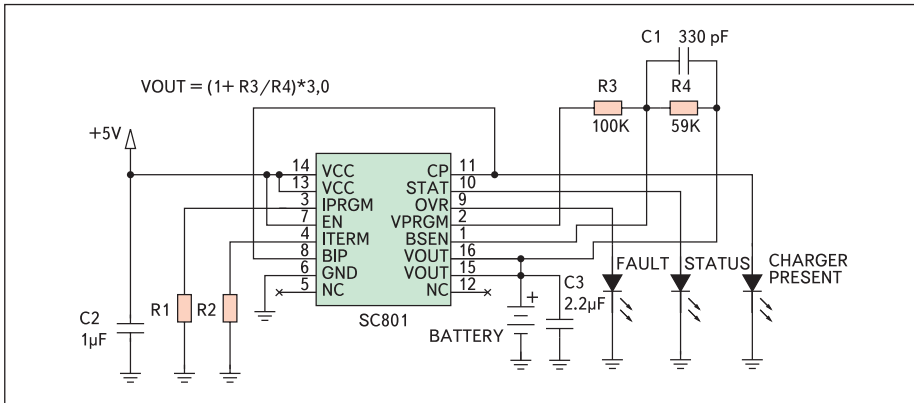 C1 330 pF
VOUT = (1+ R3/R4)*3,0
R3 R4
100K 59K
+5V
14 VCC CP 11
13 VCC STAT 10
3 IPRGM OVR 9
7 EN VPRGM 2
4 ITERM BSEN 1
8 BIP VOUT 16
6 GND VOUT 15
5 NC NC 12
SC801
FAULT STATUS CHARGER
PRESENT
C3
2.2µF
+
BATTERY
R1 R2
C2
1µF